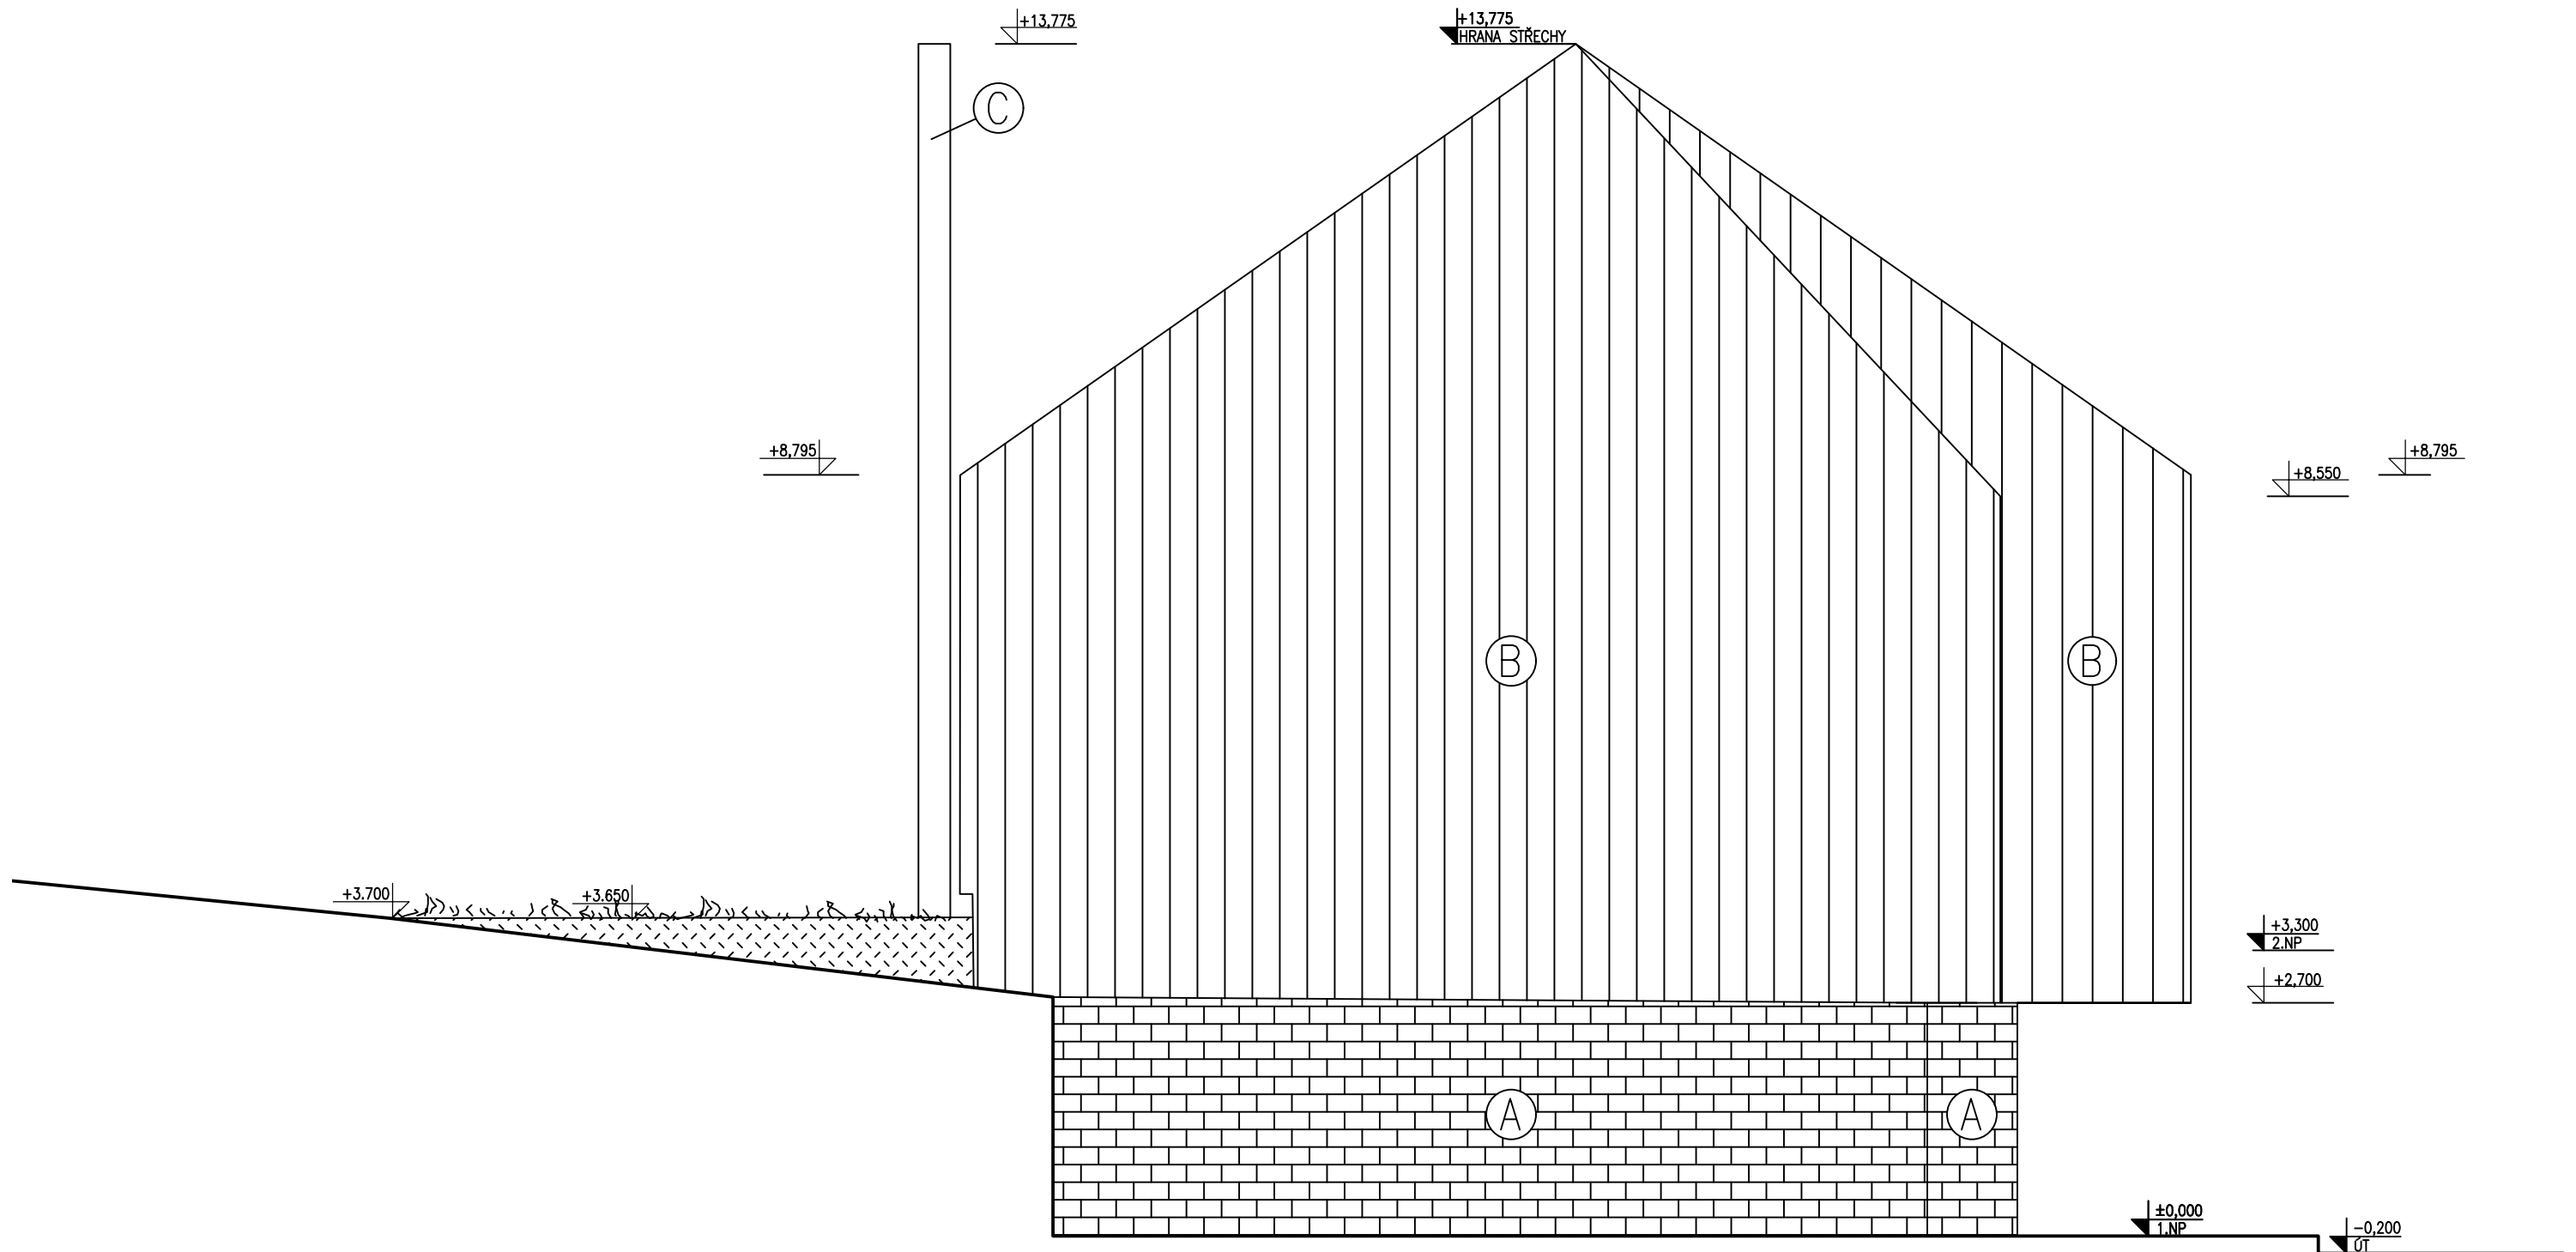 +13,775
+13,775
HRANA STŘECHY
C
+8,795
+8,795
+8,550
B
B
+3.700
+3.650
+3,300
2.NP
+2,700
A
A
±0,000
1.NP
-0,200
ÚT